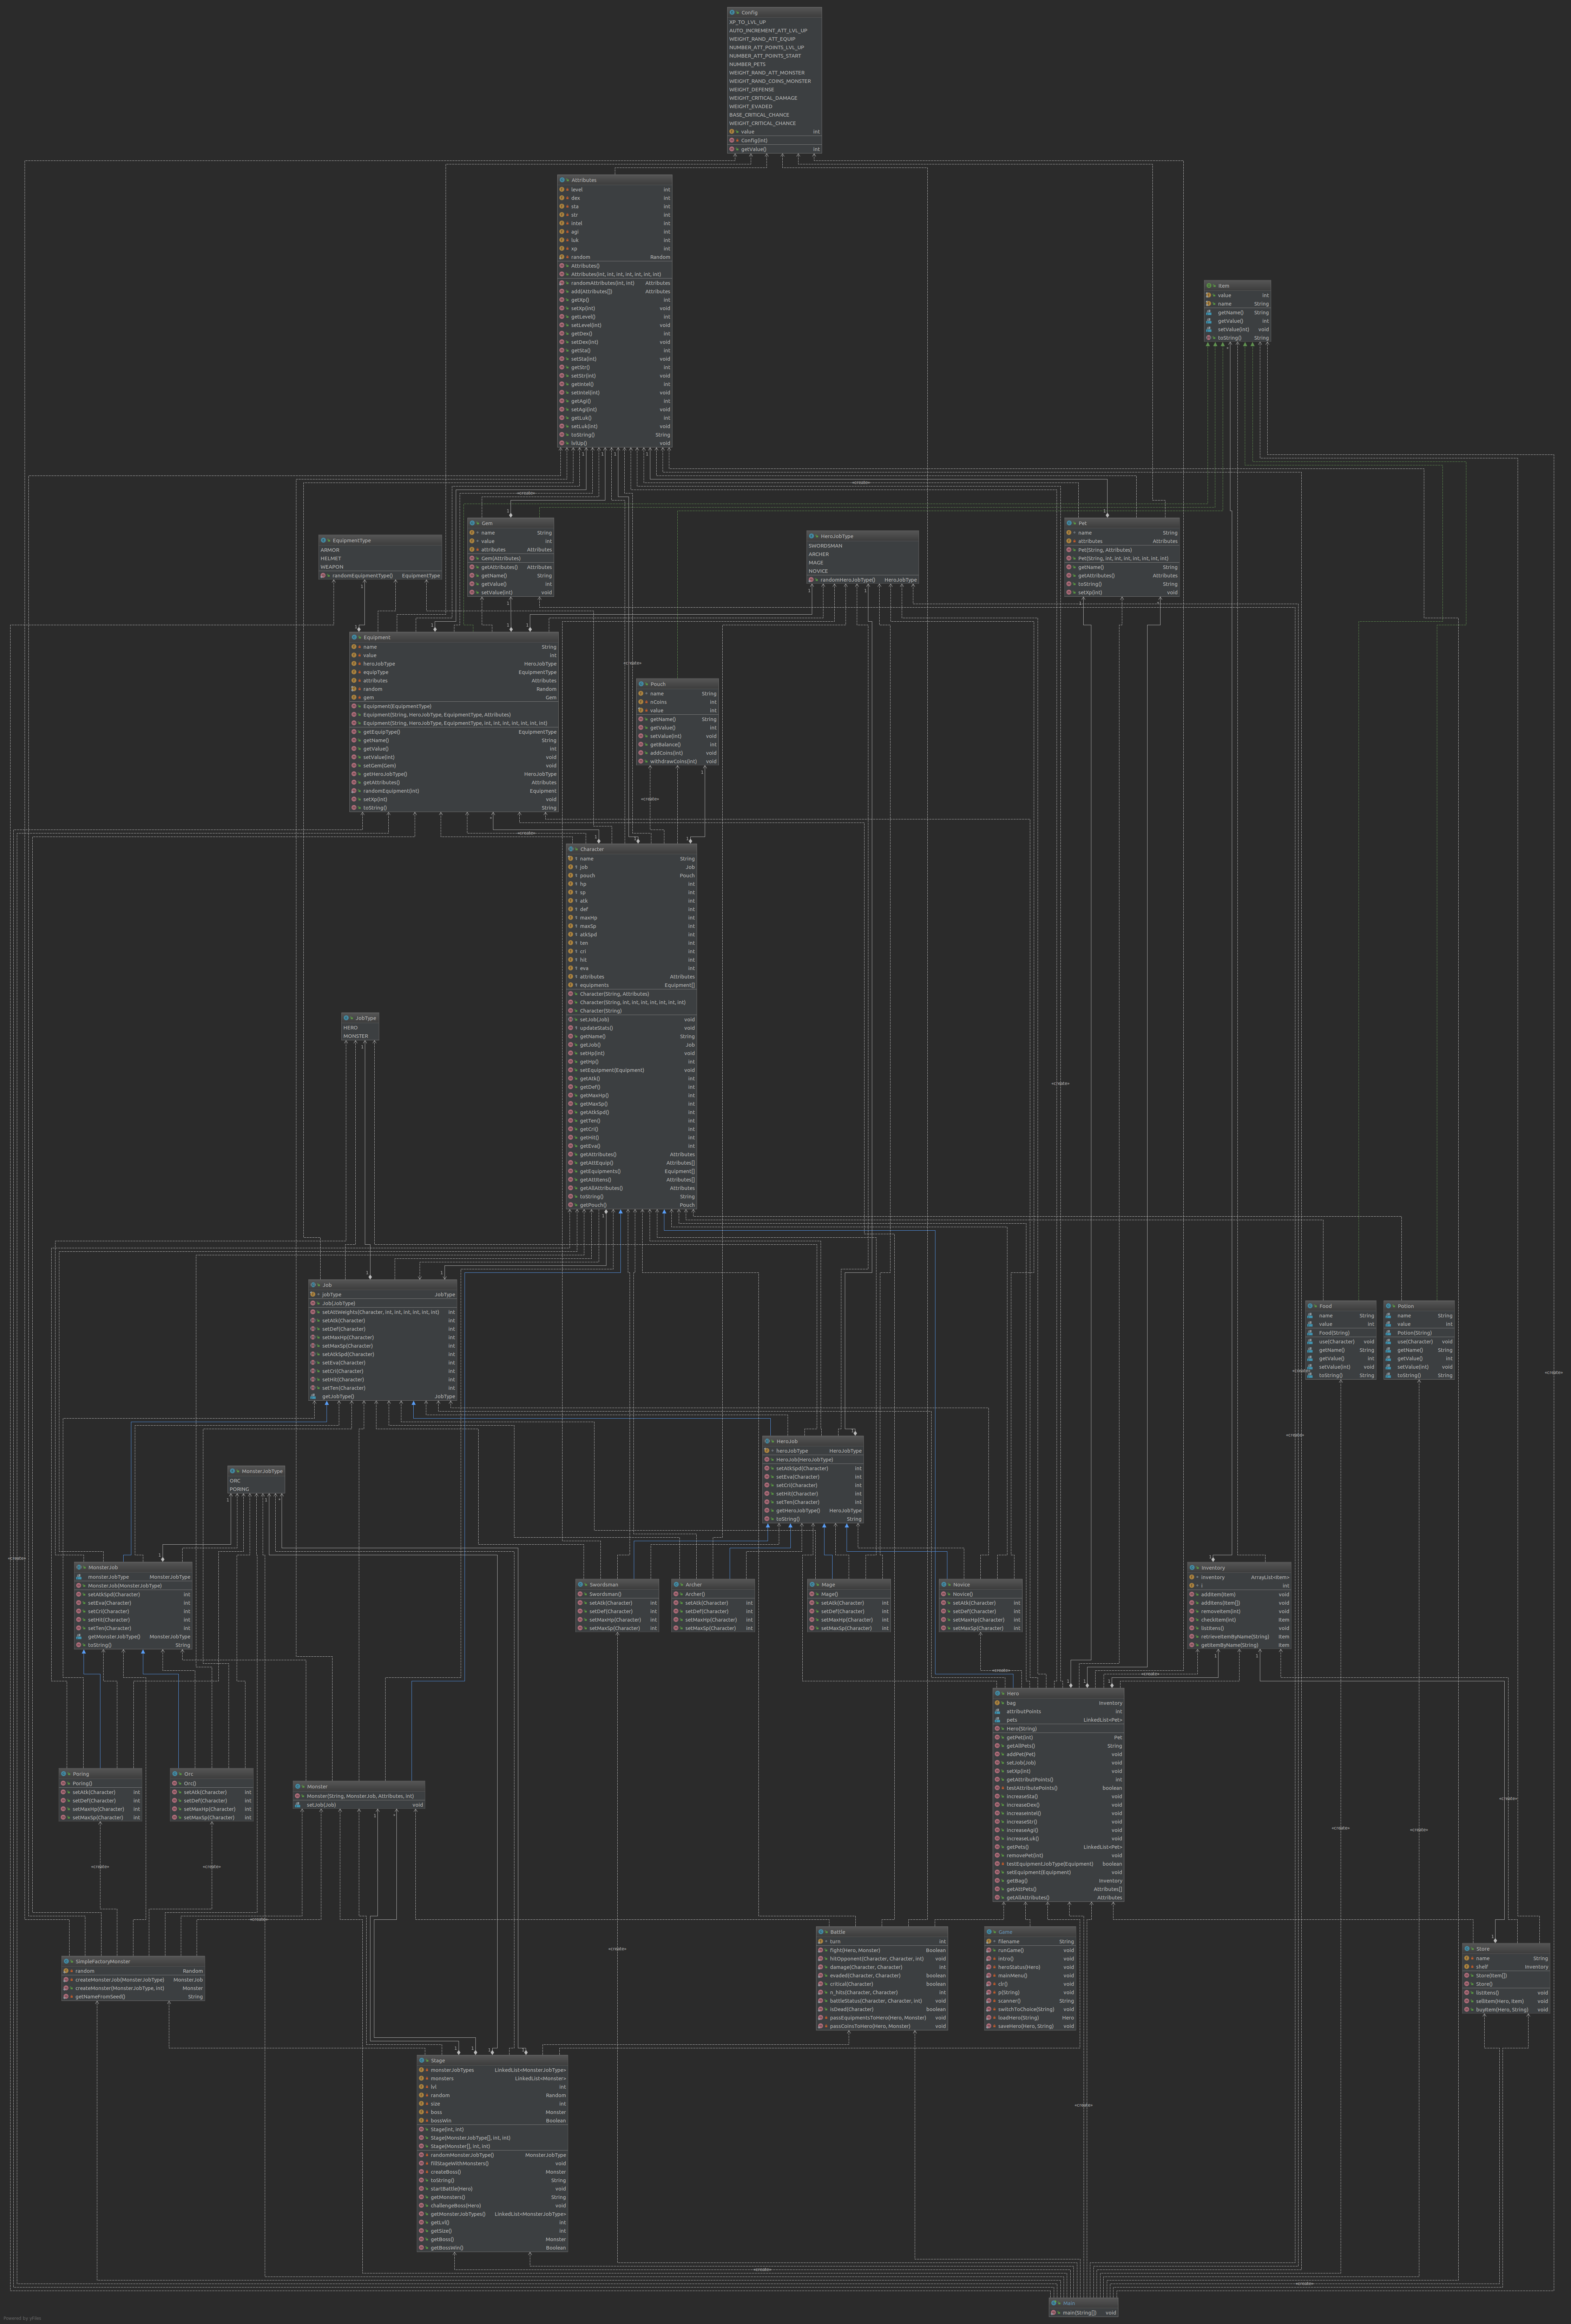 Config
XP_TO_LVL_UP
AUTO_INCREMENT_ATT_LVL_UP
WEIGHT_RAND_ATT_EQUIP
NUMBER_ATT_POINTS_LVL_UP
NUMBER_ATT_POINTS_START
NUMBER_PETS
WEIGHT_RAND_ATT_MONSTER
WEIGHT_RAND_COINS_MONSTER
WEIGHT_DEFENSE
WEIGHT_CRITICAL_DAMAGE
WEIGHT_EVADED
BASE_CRITICAL_CHANCE
WEIGHT_CRITICAL_CHANCE
value int
Config(int)
getValue() int
Attributes
level int
dex int
sta int
str int
intel int
agi int
luk int
xp int
random Random
Attributes()
Attributes(int, int, int, int, int, int, int)
randomAttributes(int, int) Attributes
add(Attributes[]) Attributes
getXp() int
setXp(int) void
getLevel() int
setLevel(int) void
getDex() int
setDex(int) void
getSta() int
setSta(int) void
getStr() int
setStr(int) void
getIntel() int
setIntel(int) void
getAgi() int
setAgi(int) void
getLuk() int
setLuk(int) void
toString() String
lvlUp() void
Item
value int
name String
getName() String
getValue() int
setValue(int) void
toString() String
Gem
name String
value int
attributes Attributes
Gem(Attributes)
getAttributes() Attributes
getName() String
getValue() int
setValue(int) void
Pet
name String
attributes Attributes
Pet(String, Attributes)
Pet(String, int, int, int, int, int, int, int)
getName() String
getAttributes() Attributes
toString() String
setXp(int) void
EquipmentType
ARMOR
HELMET
WEAPON
randomEquipmentType() EquipmentType
HeroJobType
SWORDSMAN
ARCHER
MAGE
NOVICE
randomHeroJobType() HeroJobType
Equipment
name String
value int
heroJobType HeroJobType
equipType EquipmentType
attributes Attributes
random Random
gem Gem
Equipment(EquipmentType)
Equipment(String, HeroJobType, EquipmentType, Attributes)
Equipment(String, HeroJobType, EquipmentType, int, int, int, int, int, int, int)
getEquipType() EquipmentType
getName() String
getValue() int
setValue(int) void
setGem(Gem) void
getHeroJobType() HeroJobType
getAttributes() Attributes
randomEquipment(int) Equipment
setXp(int) void
toString() String
Pouch
name String
nCoins int
value int
getName() String
getValue() int
setValue(int) void
getBalance() int
addCoins(int) void
withdrawCoins(int) void
Character
name String
job Job
pouch Pouch
hp int
sp int
atk int
def int
maxHp int
maxSp int
atkSpd int
ten int
cri int
hit int
eva int
attributes Attributes
equipments Equipment[]
Character(String, Attributes)
Character(String, int, int, int, int, int, int, int)
Character(String)
setJob(Job) void
updateStats() void
getName() String
getJob() Job
setHp(int) void
getHp() int
setEquipment(Equipment) void
getAtk() int
getDef() int
getMaxHp() int
getMaxSp() int
getAtkSpd() int
getTen() int
getCri() int
getHit() int
getEva() int
getAttributes() Attributes
getAttEquip() Attributes[]
getEquipments() Equipment[]
getAttItens() Attributes[]
getAllAttributes() Attributes
toString() String
getPouch() Pouch
JobType
HERO
MONSTER
Job
jobType JobType
Job(JobType)
setAttWeights(Character, int, int, int, int, int, int) int
setAtk(Character) int
setDef(Character) int
setMaxHp(Character) int
setMaxSp(Character) int
setAtkSpd(Character) int
setEva(Character) int
setCri(Character) int
setHit(Character) int
setTen(Character) int
getJobType() JobType
Food
name String
value int
Food(String)
use(Character) void
getName() String
getValue() int
setValue(int) void
toString() String
Potion
name String
value int
Potion(String)
use(Character) void
getName() String
getValue() int
setValue(int) void
toString() String
HeroJob
heroJobType HeroJobType
HeroJob(HeroJobType)
setAtkSpd(Character) int
setEva(Character) int
setCri(Character) int
setHit(Character) int
setTen(Character) int
getHeroJobType() HeroJobType
toString() String
MonsterJobType
ORC
PORING
MonsterJob
monsterJobType MonsterJobType
MonsterJob(MonsterJobType)
setAtkSpd(Character) int
setEva(Character) int
setCri(Character) int
setHit(Character) int
setTen(Character) int
getMonsterJobType() MonsterJobType
toString() String
Swordsman
Swordsman()
setAtk(Character) int
setDef(Character) int
setMaxHp(Character) int
setMaxSp(Character) int
Archer
Archer()
setAtk(Character) int
setDef(Character) int
setMaxHp(Character) int
setMaxSp(Character) int
Mage
Mage()
setAtk(Character) int
setDef(Character) int
setMaxHp(Character) int
setMaxSp(Character) int
Novice
Novice()
setAtk(Character) int
setDef(Character) int
setMaxHp(Character) int
setMaxSp(Character) int
Inventory
inventory ArrayList<Item>
i int
addItem(Item) void
addItens(Item[]) void
removeItem(int) void
checkItem(int) Item
listItens() void
retrieveItemByName(String) Item
getItemByName(String) Item
Hero
bag Inventory
attributPoints int
pets LinkedList<Pet>
Hero(String)
getPet(int) Pet
getAllPets() String
addPet(Pet) void
setJob(Job) void
setXp(int) void
getAttributPoints() int
testAttributePoints() boolean
increaseSta() void
increaseDex() void
increaseIntel() void
increaseStr() void
increaseAgi() void
increaseLuk() void
getPets() LinkedList<Pet>
removePet(int) void
testEquipmentJobType(Equipment) boolean
setEquipment(Equipment) void
getBag() Inventory
getAttPets() Attributes[]
getAllAttributes() Attributes
Poring
Poring()
setAtk(Character) int
setDef(Character) int
setMaxHp(Character) int
setMaxSp(Character) int
Orc
Orc()
setAtk(Character) int
setDef(Character) int
setMaxHp(Character) int
setMaxSp(Character) int
Monster
Monster(String, MonsterJob, Attributes, int)
setJob(Job) void
SimpleFactoryMonster
random Random
createMonsterJob(MonsterJobType) MonsterJob
createMonster(MonsterJobType, int) Monster
getNameFromSeed() String
Battle
turn int
fight(Hero, Monster) Boolean
hitOpponent(Character, Character, int) void
damage(Character, Character) int
evaded(Character, Character) boolean
critical(Character) boolean
n_hits(Character, Character) int
battleStatus(Character, Character, int) void
isDead(Character) boolean
passEquipmentsToHero(Hero, Monster) void
passCoinsToHero(Hero, Monster) void
Game
filename String
runGame() void
intro() void
heroStatus(Hero) void
mainMenu() void
clr() void
p(String) void
scanner() String
switchToChoice(String) void
loadHero(String) Hero
saveHero(Hero, String) void
Store
name String
shelf Inventory
Store(Item[])
Store()
listItens() void
sellItem(Hero, Item) void
buyItem(Hero, String) void
Stage
monsterJobTypes LinkedList<MonsterJobType>
monsters LinkedList<Monster>
lvl int
random Random
size int
boss Monster
bossWin Boolean
Stage(int, int)
Stage(MonsterJobType[], int, int)
Stage(Monster[], int, int)
randomMonsterJobType() MonsterJobType
fillStageWithMonsters() void
createBoss() Monster
toString() String
startBattle(Hero) void
getMonsters() String
challengeBoss(Hero) void
getMonsterJobTypes() LinkedList<MonsterJobType>
getLvl() int
getSize() int
getBoss() Monster
getBossWin() Boolean
Main
main(String[]) void
Powered by yFiles